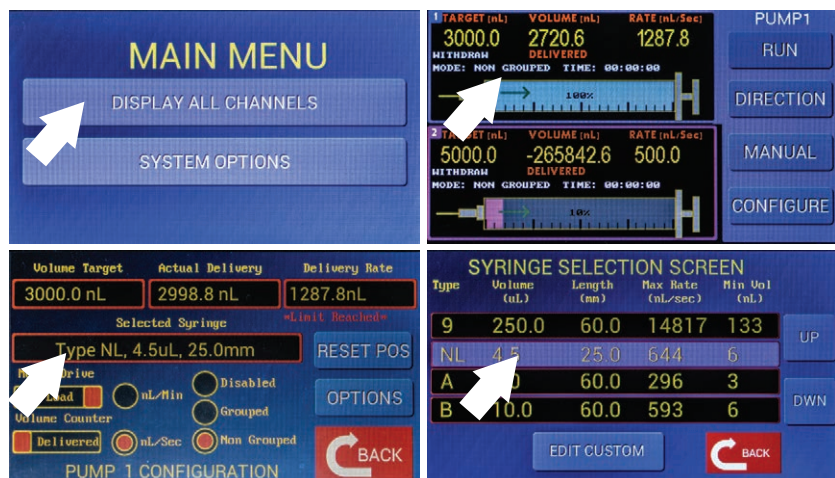 MAIN MENU
DISPLAY ALL CHANNELS
SYSTEM OPTIONS
1 TARGET [nL] VOLUME [nL] RATE [nL/Sec]
3000.0 2720.6 1287.8
WITHDRAW DELIVERED
MODE: NON GROUPED TIME: 00:00:00
100%
2 [nL] VOLUME [nL] RATE [nL/Sec]
5000.0 -265842.6 500.0
WITHDRAW DELIVERED
MODE: NON GROUPED TIME: 00:00:00
10%
PUMP1
RUN
DIRECTION
MANUAL
CONFIGURE
Volume Target Actual Delivery Delivery Rate
3000.0 nL 2998.8 nL 1287.8nL
Selected Syringe *Limit Reached*
Type NL, 4.5uL, 25.0mm RESET POS
Drive
nL/Min Disabled
Grouped OPTIONS
Volume Counter
Delivered nL/Sec Non Grouped
PUMP 1 CONFIGURATION BACK
SYRINGE SELECTION SCREEN
Type Volume Length Max Rate Min Vol
(uL) (mm) (nL/sec) (nL)
9 250.0 60.0 14817 133
NL 4.5 25.0 644 6
A 60.0 296 3
B 10.0 60.0 593 6
UP
DWN
EDIT CUSTOM BACK